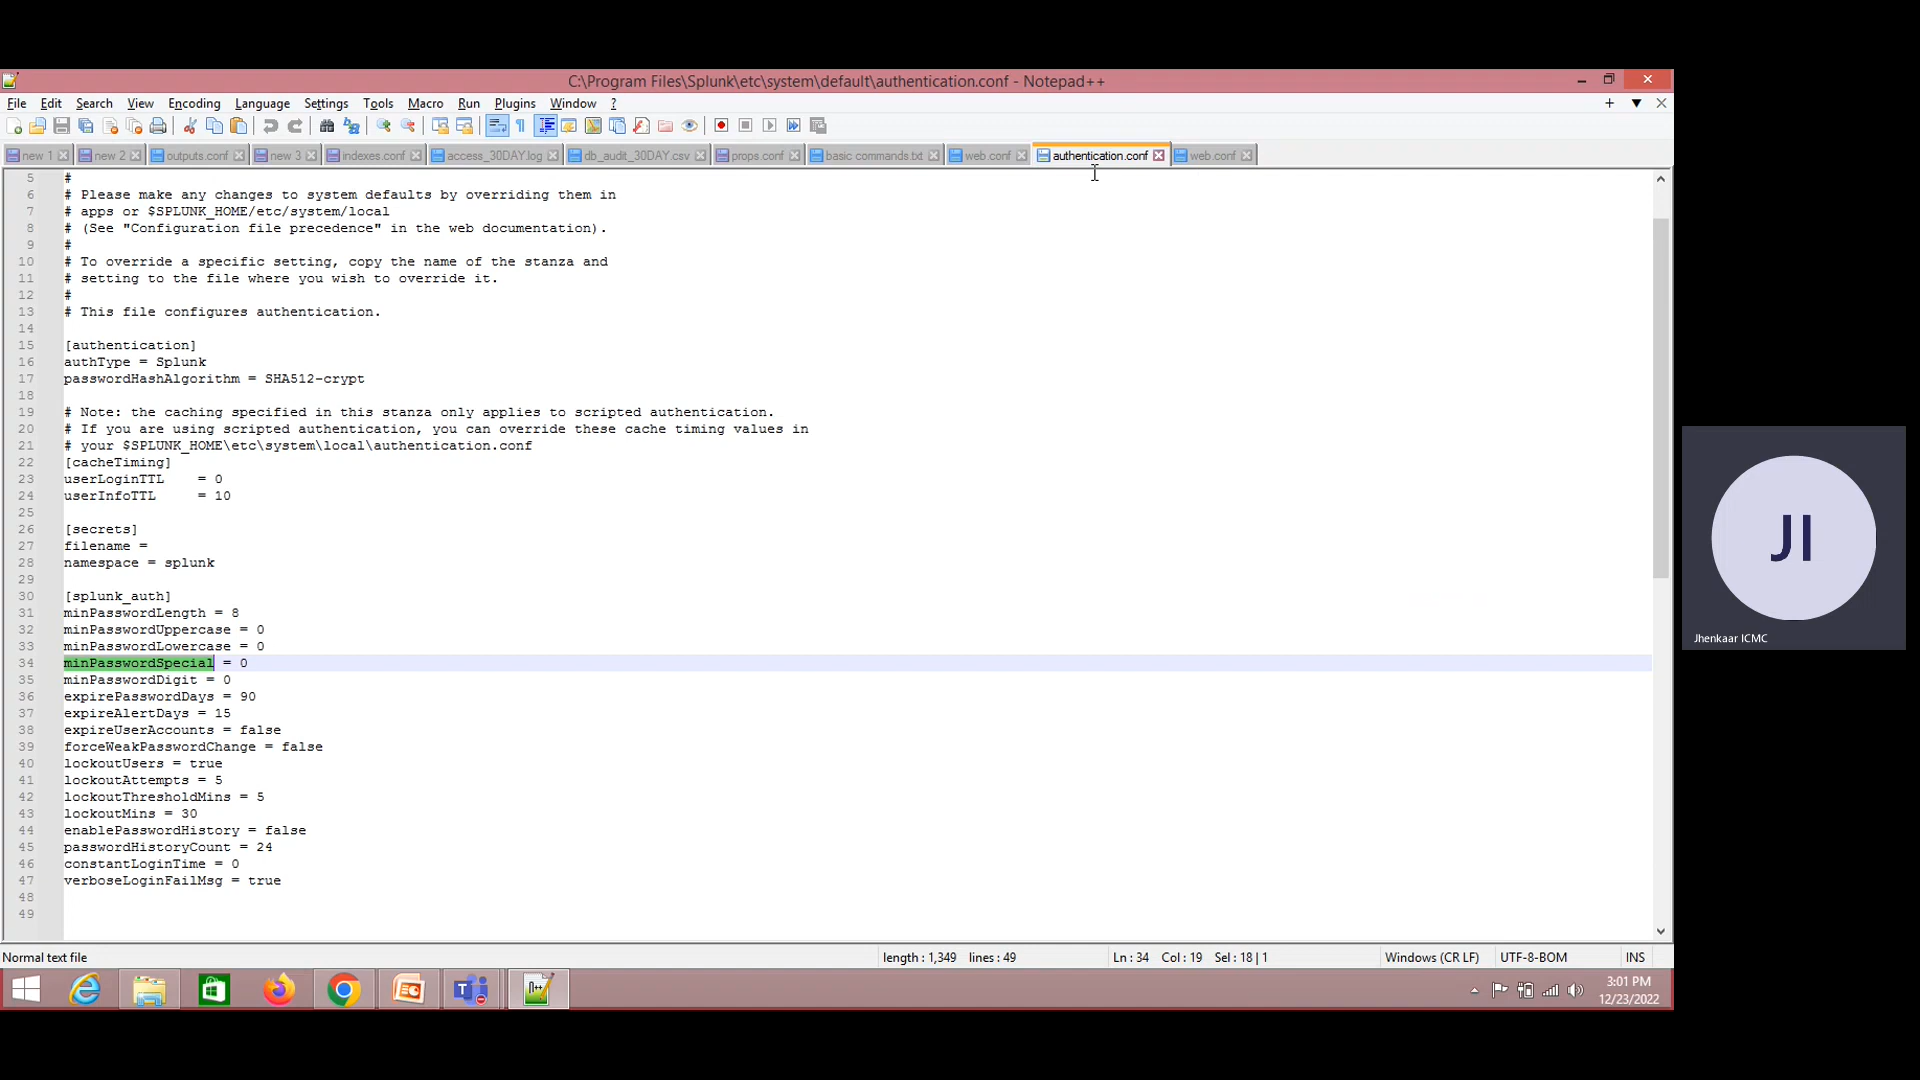 C:\Program Files\Splunk\etc\system\default\authentication.conf - Notepad++
File Edit Search View Encoding Language Settings Tools Macro Run Plugins Window ?
new 1 new 2 outputs.conf new 3 indexes.conf access_30DAY.log db_audit_30DAY.csv props.conf basic commands.txt web.conf authentication.conf web.conf
5 #
6 # Please make any changes to system defaults by overriding them in
7 # apps or $SPLUNK_HOME/etc/system/local
8 # (See "Configuration file precedence" in the web documentation).
9 #
10 # To override a specific setting, copy the name of the stanza and
11 # setting to the file where you wish to override it.
12 #
13 # This file configures authentication.
14
15 [authentication]
16 authType = Splunk
17 passwordHashAlgorithm = SHA512-crypt
18
19 # Note: the caching specified in this stanza only applies to scripted authentication.
20 # If you are using scripted authentication, you can override these cache timing values in
21 # your $SPLUNK_HOME\etc\system\local\authentication.conf
22 [cacheTiming]
23 userLoginTTL = 0
24 userInfoTTL = 10
25
26 [secrets]
27 filename =
28 namespace = splunk
29
30 [splunk_auth]
31 minPasswordLength = 8
32 minPasswordUppercase = 0
33 minPasswordLowercase = 0
34 minPasswordSpecial = 0
35 minPasswordDigit = 0
36 expirePasswordDays = 90
37 expireAlertDays = 15
38 expireUserAccounts = false
39 forceWeakPasswordChange = false
40 lockoutUsers = true
41 lockoutAttempts = 5
42 lockoutThresholdMins = 5
43 lockoutMins = 30
44 enablePasswordHistory = false
45 passwordHistoryCount = 24
46 constantLoginTime = 0
47 verboseLoginFailMsg = true
48
49
JI
Jhenkaar ICMC
Normal text file length : 1,349 lines : 49 Ln : 34 Col : 19 Sel : 18 | 1 Windows (CR LF) UTF-8-BOM INS
3:01 PM
12/23/2022